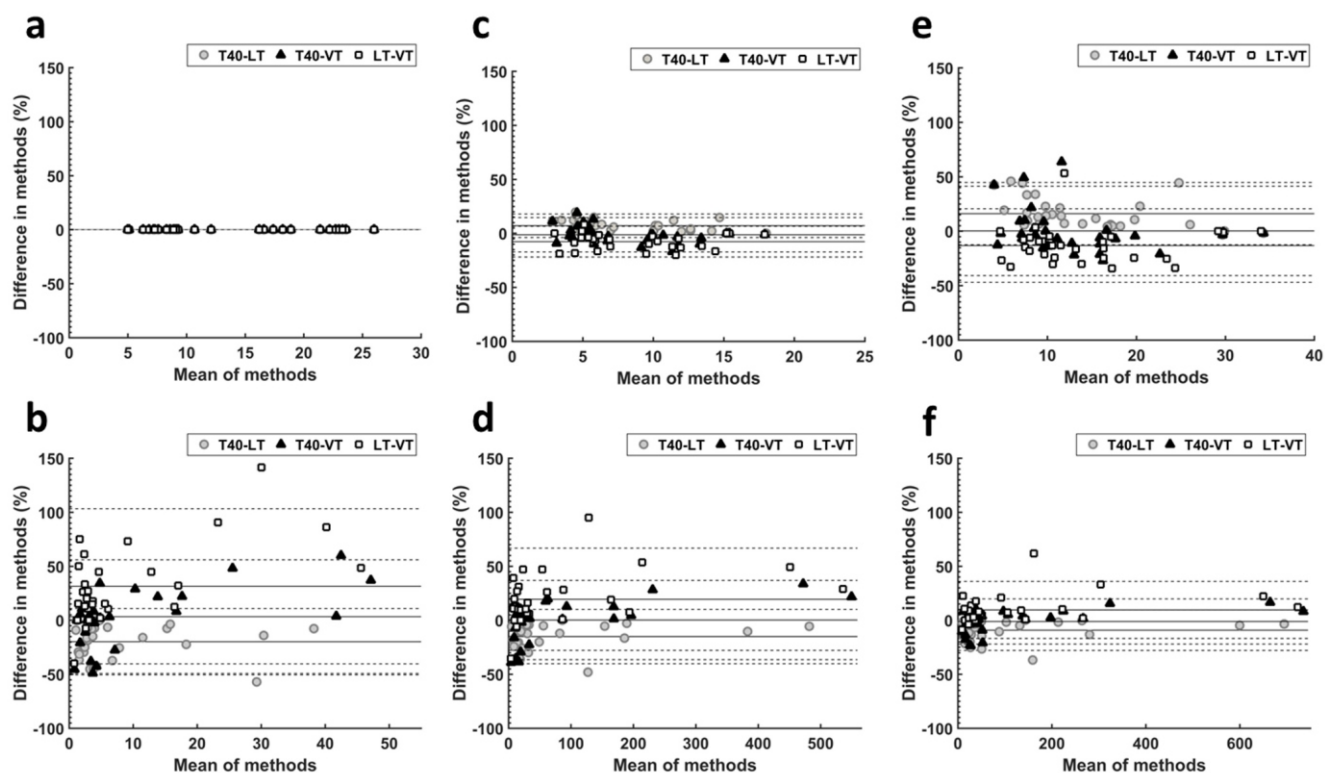 a
T40-LT T40-VT LT-VT
Difference in methods (%)
150
100
50
0
-50
-100
0 5 10 15 20 25 30
Mean of methods
c
T40-LT T40-VT LT-VT
Difference in methods (%)
150
100
50
0
-50
-100
0 5 10 15 20 25
Mean of methods
e
T40-LT T40-VT LT-VT
Difference in methods (%)
150
100
50
0
-50
-100
0 10 20 30 40
Mean of methods
b
T40-LT T40-VT LT-VT
Difference in methods (%)
150
100
50
0
-50
-100
0 10 20 30 40 50
Mean of methods
d
T40-LT T40-VT LT-VT
Difference in methods (%)
150
100
50
0
-50
-100
0 100 200 300 400 500
Mean of methods
f
T40-LT T40-VT LT-VT
Difference in methods (%)
150
100
50
0
-50
-100
0 200 400 600
Mean of methods